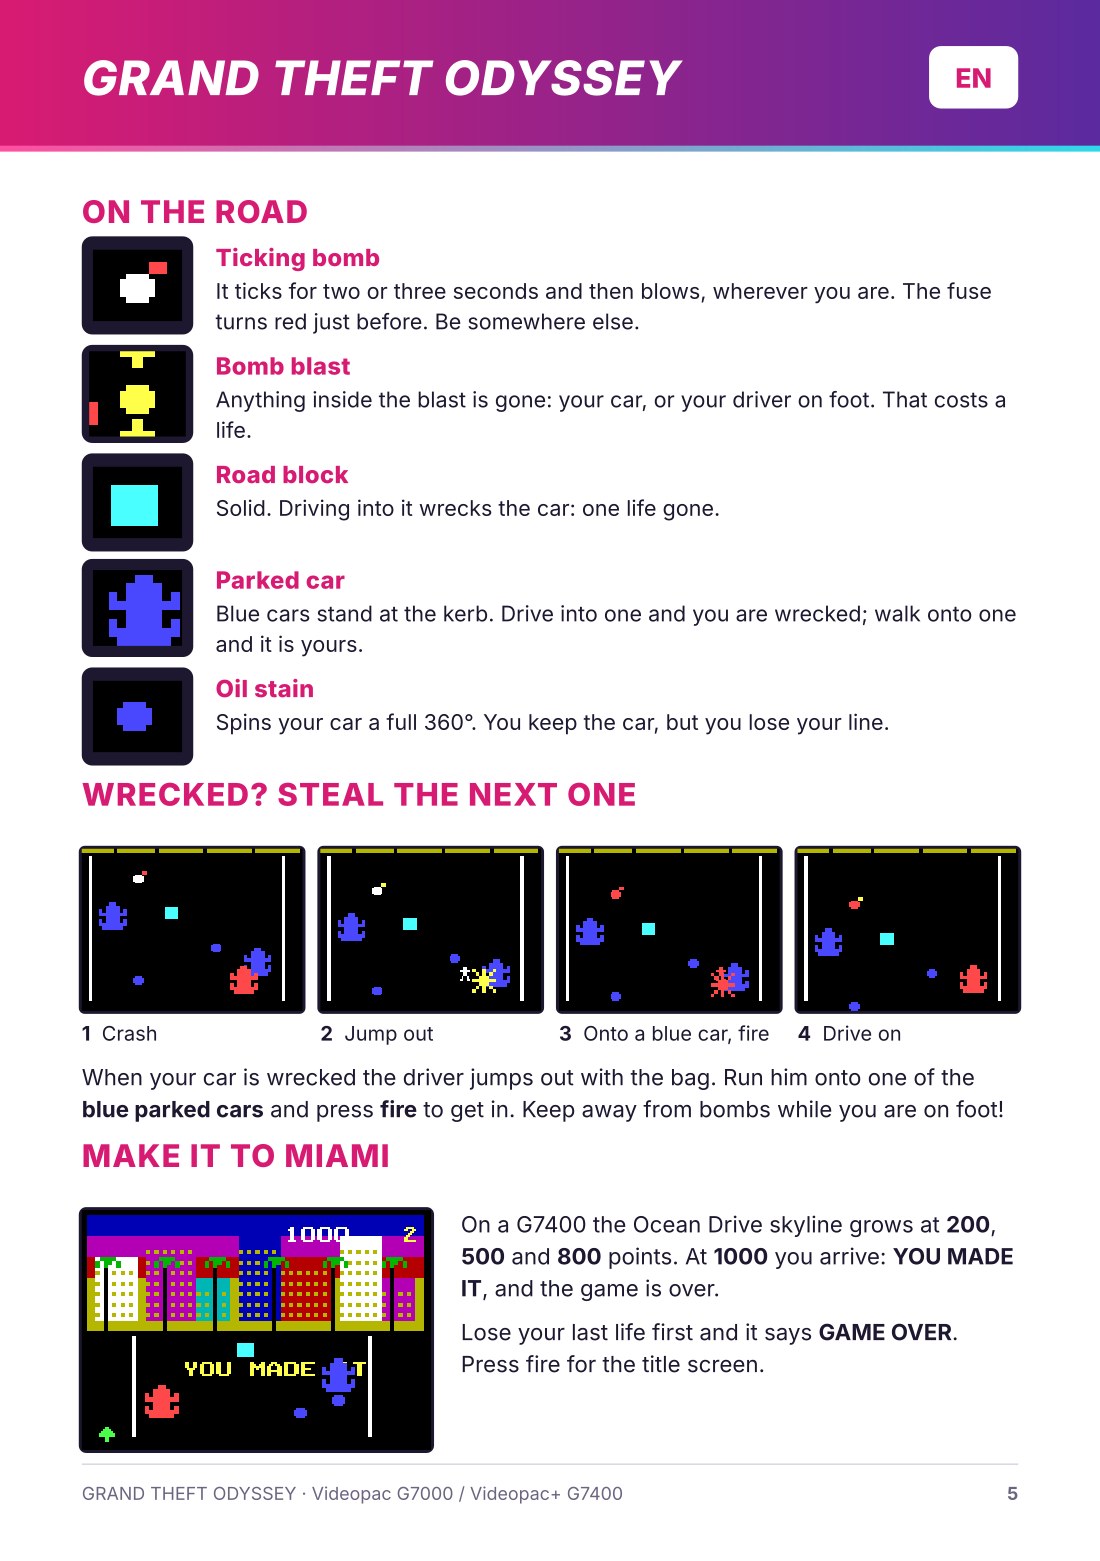 GRAND THEFT ODYSSEY
EN
ON THE ROAD
Ticking bomb
It ticks for two or three seconds and then blows, wherever you are. The fuse
turns red just before. Be somewhere else.
Bomb blast
Anything inside the blast is gone: your car, or your driver on foot. That costs a
life.
Road block
Solid. Driving into it wrecks the car: one life gone.
Parked car
Blue cars stand at the kerb. Drive into one and you are wrecked; walk onto one
and it is yours.
Oil stain
Spins your car a full 360°. You keep the car, but you lose your line.
WRECKED? STEAL THE NEXT ONE
1 Crash
2 Jump out
3 Onto a blue car, fire
4 Drive on
When your car is wrecked the driver jumps out with the bag. Run him onto one of the
blue parked cars and press fire to get in. Keep away from bombs while you are on foot!
MAKE IT TO MIAMI
1000 2
YOU MADE T
On a G7400 the Ocean Drive skyline grows at 200,
500 and 800 points. At 1000 you arrive: YOU MADE
IT, and the game is over.
Lose your last life first and it says GAME OVER.
Press fire for the title screen.
GRAND THEFT ODYSSEY · Videopac G7000 / Videopac+ G7400
5